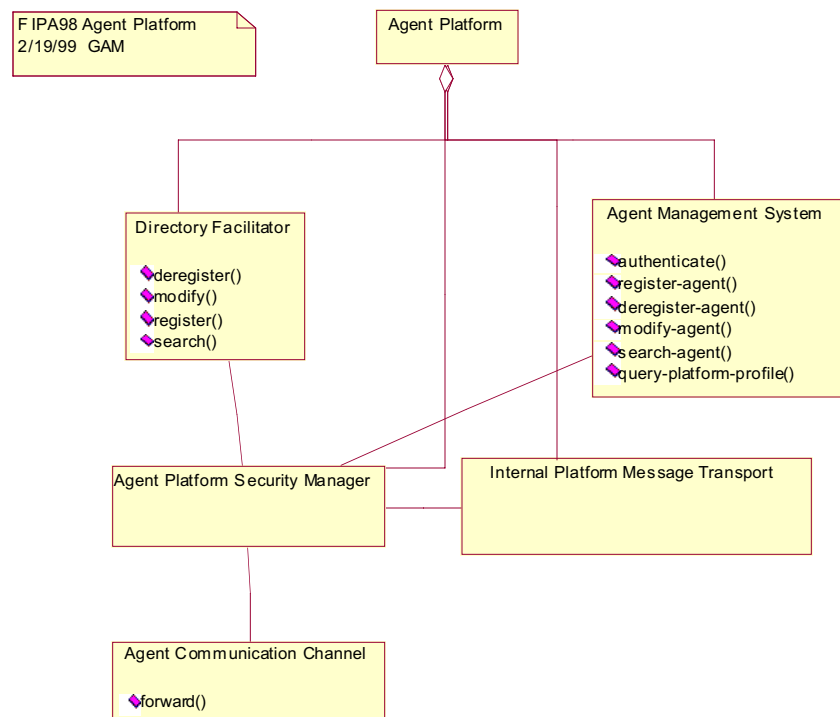 FIPA98 Agent Platform
2/19/99 GAM
Agent Platform
Directory Facilitator
deregister()
modify()
register()
search()
Agent Management System
authenticate()
register-agent()
deregister-agent()
modify-agent()
search-agent()
query-platform-profile()
Agent Platform Security Manager
Internal Platform Message Transport
Agent Communication Channel
forward()